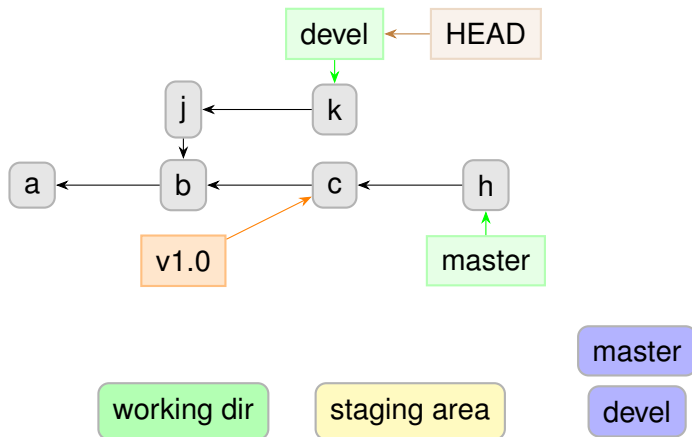 devel HEAD
j k
a b c h
v1.0 master
master
working dir staging area devel